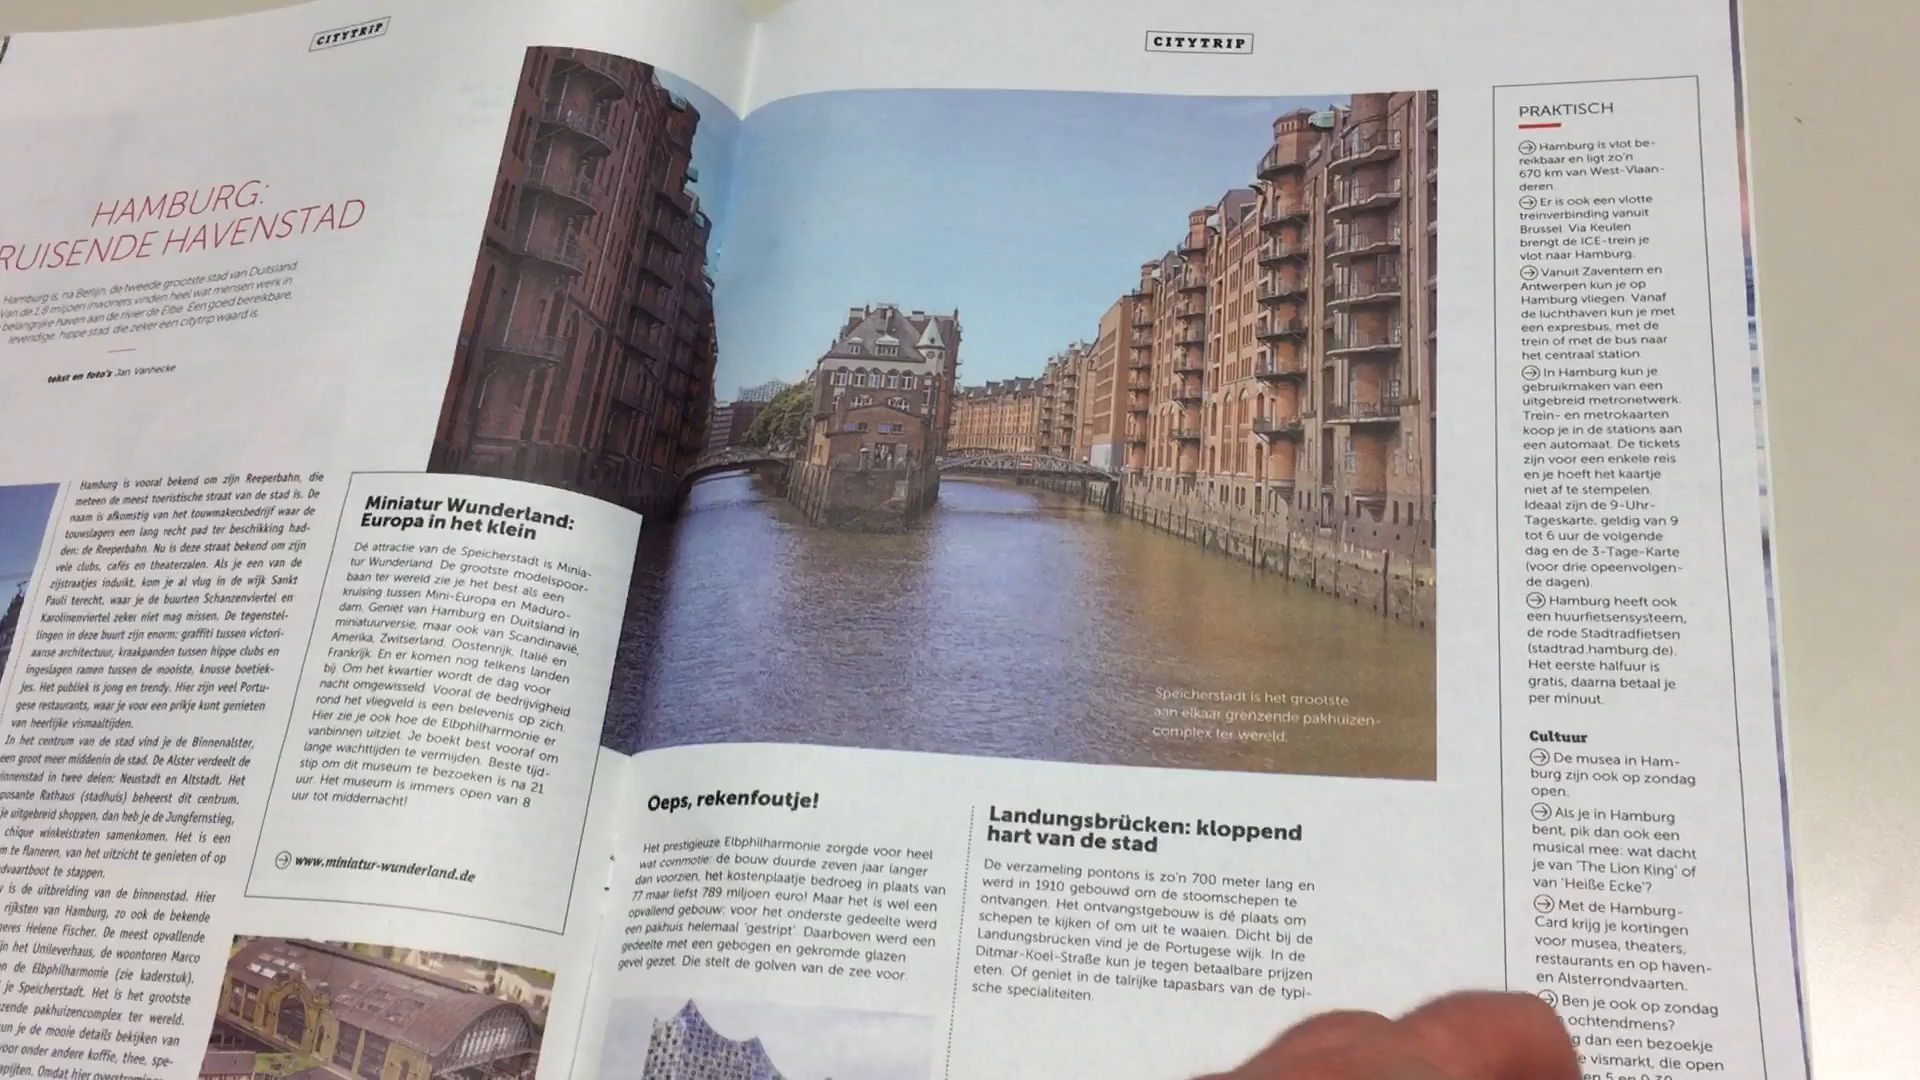 CITYTRIP
HAMBURG:
RUISENDE HAVENSTAD
Hamburg is, na Berlijn, de tweede grootste stad van Duitsland
Van de 1,8 miljoen inwoners vinden heel wat mensen werk in
belangrijke haven aan de rivier de Elbe. Een goed bereikbare,
levendige, hippe stad, die zeker een citytrip waard is.
tekst en foto's Jan Vanhecke
Hamburg is vooral bekend om zijn Reeperbahn, die
meteen de meest toeristische straat van de stad is. De
naam is afkomstig van het touwmakersbedrijf waar de
touwslagers een lang recht pad ter beschikking had-
den: de Reeperbahn. Nu is deze straat bekend om zijn
vele clubs, cafés en theaterzalen. Als je een van de
zijstraatjes induikt, kom je al vlug in de wijk Sankt
Pauli terecht, waar je de buurten Schanzenviertel en
Karolinenviertel zeker niet mag missen. De tegenstel-
lingen in deze buurt zijn enorm: graffiti tussen victori-
aanse architectuur, kraakpanden tussen hippe clubs en
ingeslagen ramen tussen de mooiste, knusse boetiek-
jes. Het publiek is jong en trendy. Hier zijn veel Portu-
gese restaurants, waar je voor een prikje kunt genieten
van heerlijke vismaaltijden.
In het centrum van de stad vind je de Binnenalster,
een groot meer middenin de stad. De Alster verdeelt de
innenstad in twee delen: Neustadt en Altstadt. Het
posante Rathaus (stadhuis) beheerst dit centrum.
je uitgebreid shoppen, dan heb je de Jungfernstieg,
chique winkelstraten samenkomen. Het is een
m te flaneren, van het uitzicht te genieten of op
dvaartboot te stappen.
is de uitbreiding van de binnenstad. Hier
rijksten van Hamburg, zo ook de bekende
Helene Fischer. De meest opvallende
n het Unileverhaus, de woontoren Marco
n de Elbphilharmonie (zie kaderstuk).
je Speicherstadt. Het is het grootste
zende pakhuizencomplex ter wereld.
un je de mooie details bekijken van
voor onder andere koffie, thee, spe-
apijten. Omdat hier
Miniatur Wunderland:
Europa in het klein
Dé attractie van de Speicherstadt is Minia-
tur Wunderland. De grootste modelspoor-
baan ter wereld zie je het best als een
kruising tussen Mini-Europa en Maduro-
dam. Geniet van Hamburg en Duitsland in
miniatuurversie, maar ook van Scandinavië,
Amerika, Zwitserland, Oostenrijk, Italië en
Frankrijk. En er komen nog telkens landen
bij. Om het kwartier wordt de dag voor
nacht omgewisseld. Vooral de bedrijvigheid
rond het vliegveld is een belevenis op zich.
Hier zie je ook hoe de Elbphilharmonie er
vanbinnen uitziet. Je boekt best vooraf om
lange wachttijden te vermijden. Beste tijd-
stip om dit museum te bezoeken is na 21
uur. Het museum is immers open van 8
uur tot middernacht!
www.miniatur-wunderland.de
CITYTRIP
Speicherstadt is het grootste
aan elkaar grenzende pakhuizen-
complex ter wereld.
Oeps, rekenfoutje!
Het prestigieuze Elbphilharmonie zorgde voor heel
wat commotie: de bouw duurde zeven jaar langer
dan voorzien, het kostenplaatje bedroeg in plaats van
77 maar liefst 789 miljoen euro! Maar het is wel een
opvallend gebouw: voor het onderste gedeelte werd
een pakhuis helemaal 'gestript'. Daarboven werd een
gedeelte met een gebogen en gekromde glazen
gevel gezet. Die stelt de golven van de zee voor.
Landungsbrücken: kloppend
hart van de stad
De verzameling pontons is zo'n 700 meter lang en
werd in 1910 gebouwd om de stoomschepen te
ontvangen. Het ontvangstgebouw is dé plaats om
schepen te kijken of om uit te waaien. Dicht bij de
Landungsbrücken vind je de Portugese wijk. In de
Ditmar-Koel-Straße kun je tegen betaalbare prijzen
eten. Of geniet in de talrijke tapasbars van de typi-
sche specialiteiten.
PRAKTISCH
Hamburg is vlot be-
reikbaar en ligt zo'n
670 km van West-Vlaan-
deren.
Er is ook een vlotte
treinverbinding vanuit
Brussel. Via Keulen
brengt de ICE-trein je
vlot naar Hamburg.
Vanuit Zaventem en
Antwerpen kun je op
Hamburg vliegen. Vanaf
de luchthaven kun je met
een expresbus, met de
trein of met de bus naar
het centraal station.
In Hamburg kun je
gebruikmaken van een
uitgebreid metronetwerk.
Trein- en metrokaarten
koop je in de stations aan
een automaat. De tickets
zijn voor een enkele reis
en je hoeft het kaartje
niet af te stempelen.
Ideaal zijn de 9-Uhr-
Tageskarte, geldig van 9
tot 6 uur de volgende
dag en de 3-Tage-Karte
(voor drie opeenvolgen-
de dagen).
Hamburg heeft ook
een huurfietsensysteem,
de rode Stadtradfietsen
(stadtrad.hamburg.de).
Het eerste halfuur is
gratis, daarna betaal je
per minuut.
Cultuur
De musea in Ham-
burg zijn ook op zondag
open.
Als je in Hamburg
bent, pik dan ook een
musical mee: wat dacht
je van 'The Lion King' of
van 'Heiße Ecke'?
Met de Hamburg-
Card krijg je kortingen
voor musea, theaters,
restaurants en op haven-
en Alsterrondvaarten.
Ben je ook op zondag
ochtendmens?
g dan een bezoekje
e vismarkt, die open